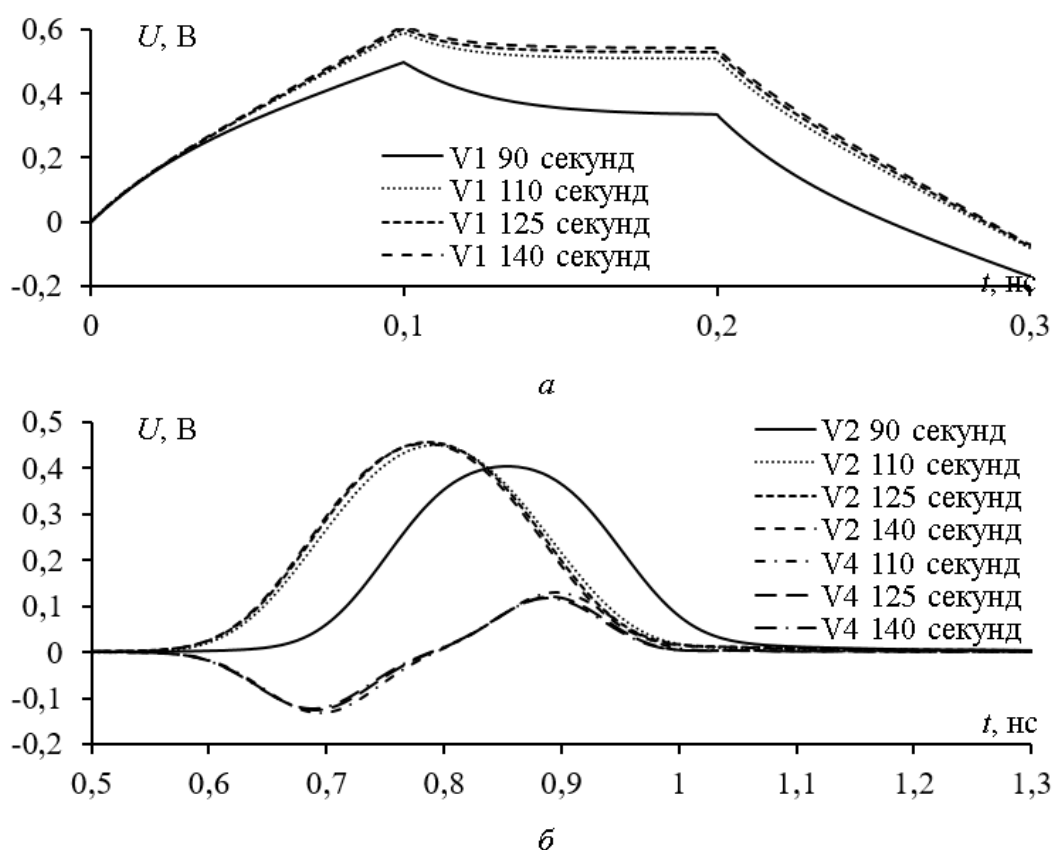 0,6
U, В
0,4
0,2
0
-0,2
V1 90 секунд
V1 110 секунд
V1 125 секунд
V1 140 секунд
t, нс
0 0,1 0,2 0,3
а
0,5
U, В
0,4
0,3
0,2
0,1
0
-0,1
-0,2
V2 90 секунд
V2 110 секунд
V2 125 секунд
V2 140 секунд
V4 110 секунд
V4 125 секунд
V4 140 секунд
t, нс
0,5 0,6 0,7 0,8 0,9 1 1,1 1,2 1,3
б